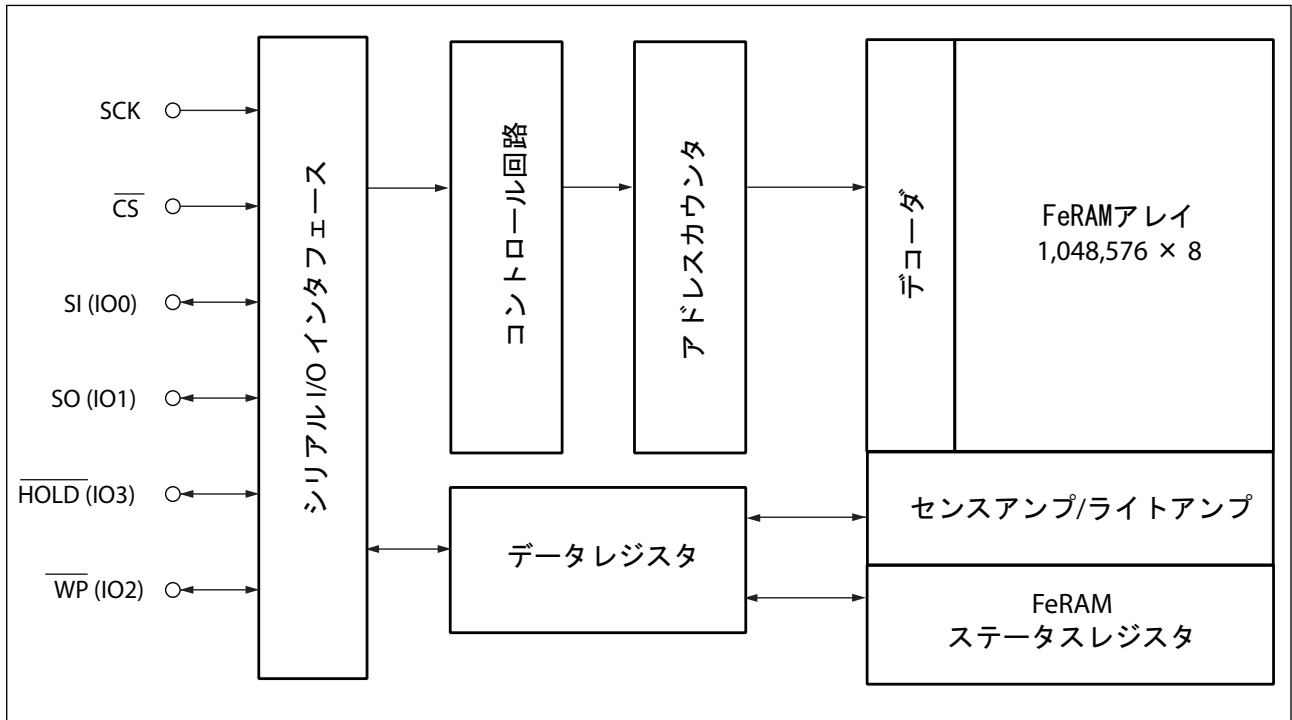 SCK
CS
SI (IO0)
SO (IO1)
HOLD (IO3)
WP (IO2)
シリアル I/O インタフェース
コントロール回路
アドレスカウンタ
デコーダ
FeRAMアレイ
1,048,576 × 8
データレジスタ
センスアンプ/ライトアンプ
FeRAM
ステータスレジスタ